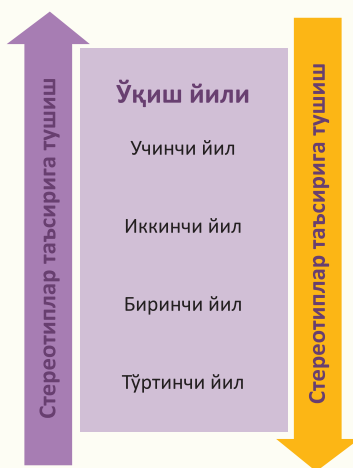 Стереотиплар таъсирига тушиш
Ўқиш йили
Учинчи йил
Иккинчи йил
Биринчи йил
Тўртинчи йил
Стереотиплар таъсирига тушиш